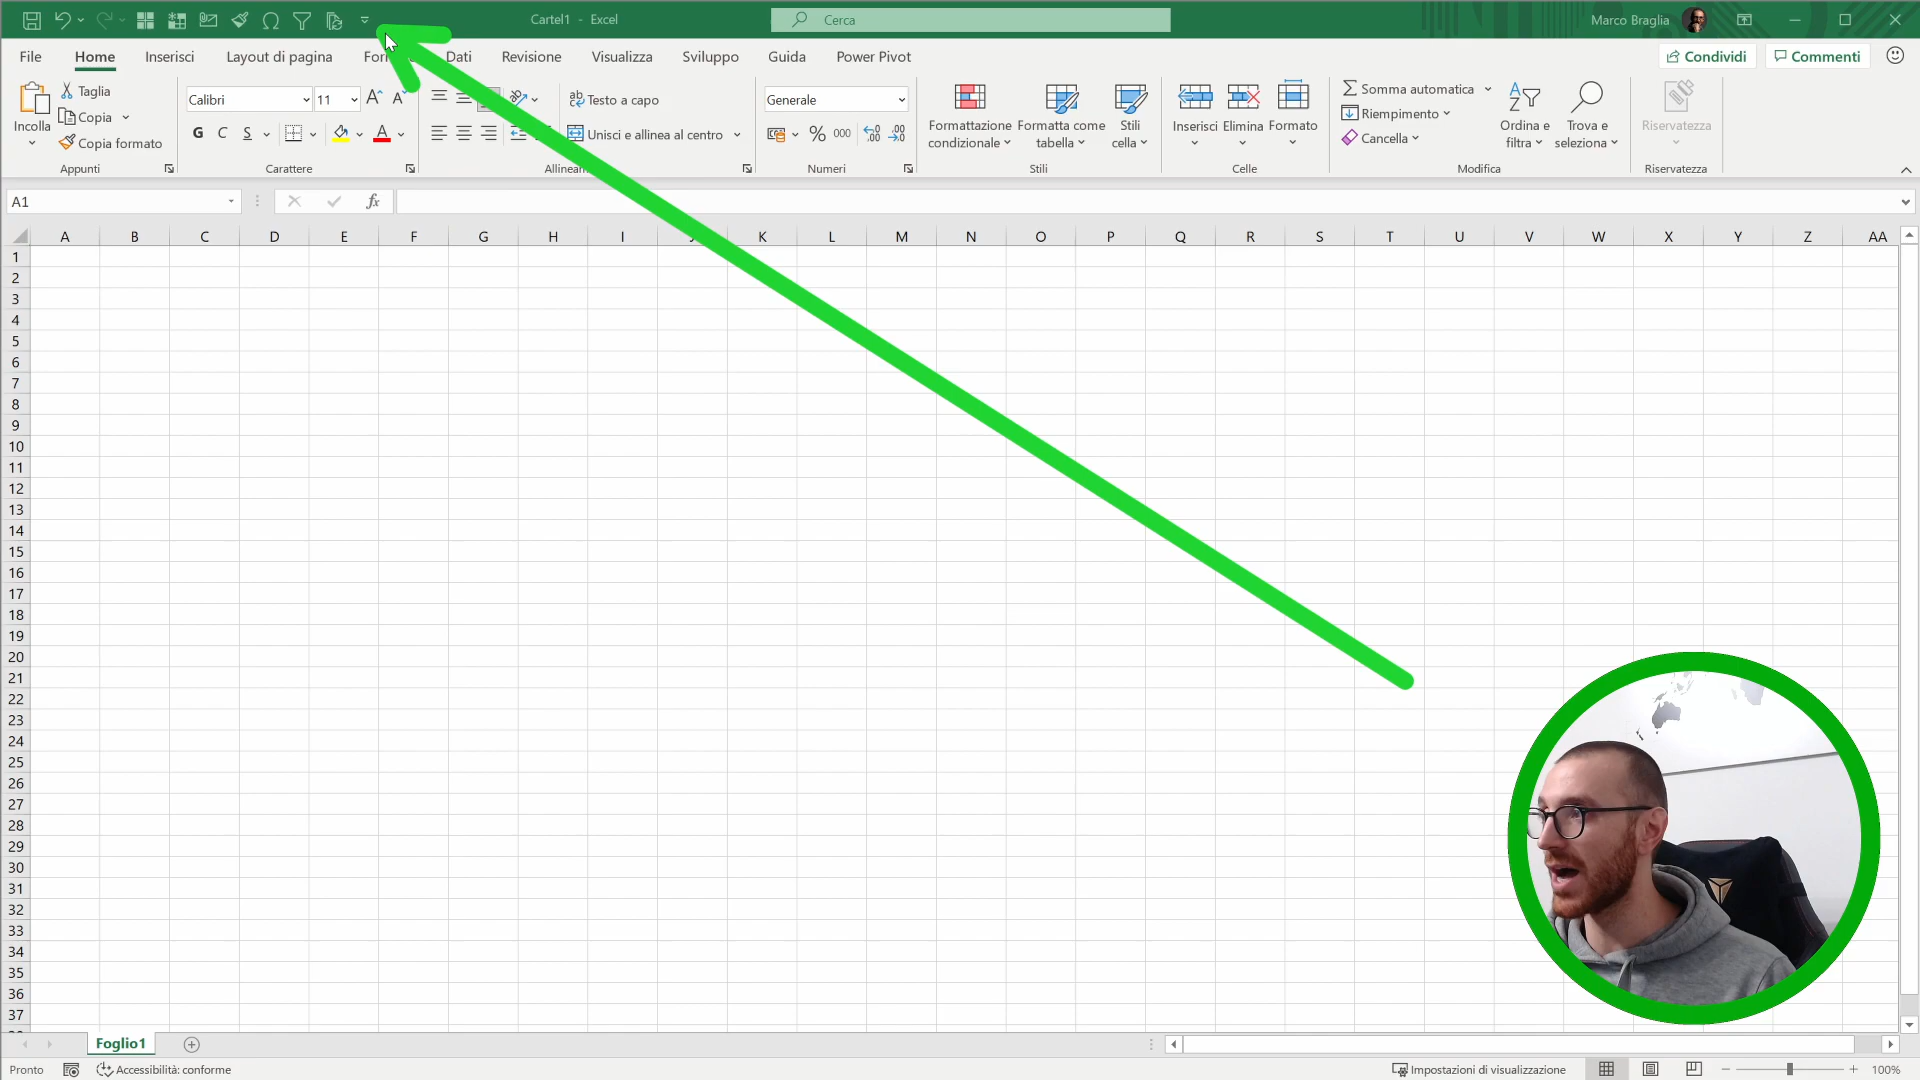 Cartel1 - Excel
Cerca
Marco Braglia
File Home Inserisci Layout di pagina Dati Revisione Visualizza Sviluppo Guida Power Pivot
Condividi Commenti
Incolla
Taglia
Copia
Copia formato
Appunti
Calibri 11
G C S
Carattere
Testo a capo
Unisci e allinea al centro
Generale
% 000
Numeri
Formattazione condizionale
Formatta come tabella
Stili cella
Stili
Inserisci Elimina Formato
Celle
Somma automatica
Riempimento
Cancella
Ordina e filtra
Trova e seleziona
Modifica
Riservatezza
Riservatezza
A1 fx
A B C D E F G H I K L M N O P Q R S T U V W X Y Z AA
1
2
3
4
5
6
7
8
9
10
11
12
13
14
15
16
17
18
19
20
21
22
23
24
25
26
27
28
29
30
31
32
33
34
35
36
37
Foglio1
Pronto Accessibilità: conforme Impostazioni di visualizzazione 100%